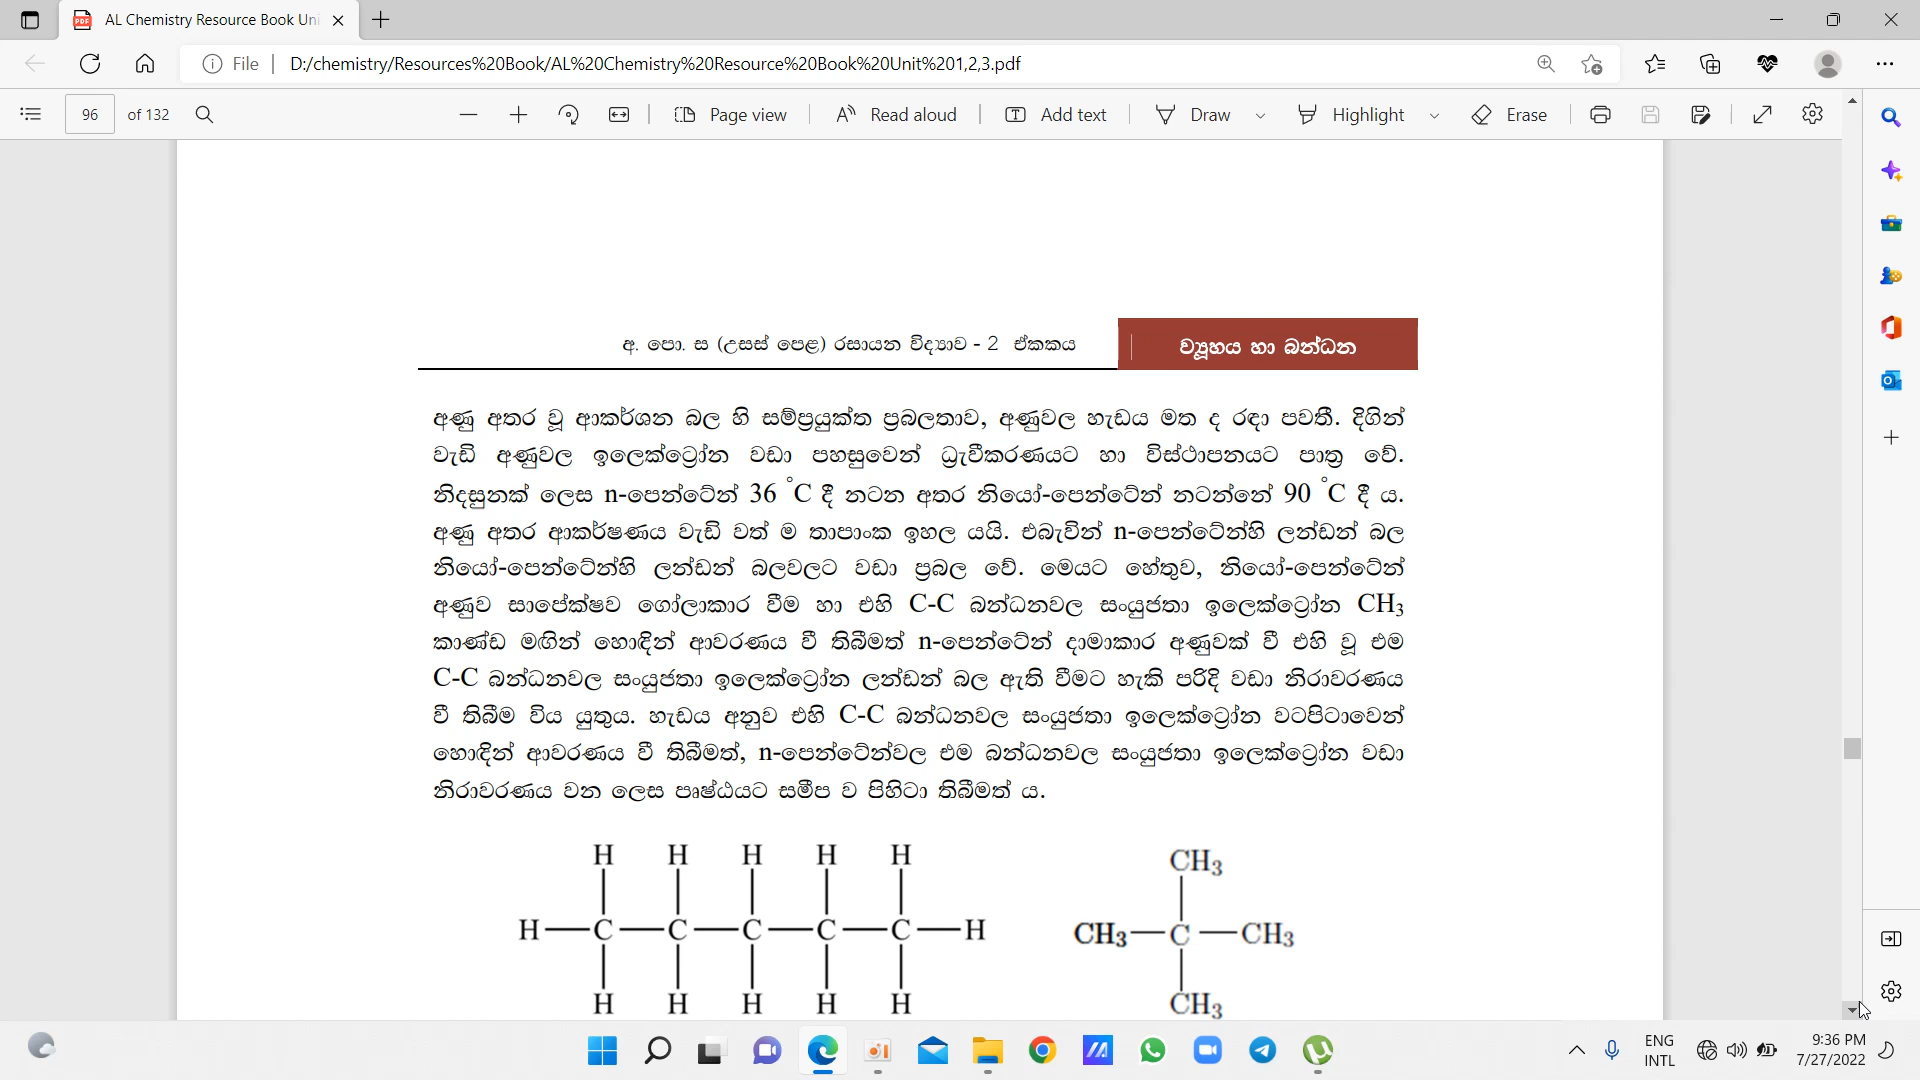 AL Chemistry Resource Book Uni
File | D:/chemistry/Resources%20Book/AL%20Chemistry%20Resource%20Book%20Unit%201,2,3.pdf
96 of 132 Page view Read aloud Add text Draw Highlight Erase
අ. පො. ස (උසස් පෙළ) රසායන විද්‍යාව - 2 ඒකකය
ව්‍යූහය හා බන්ධන
අණු අතර වූ ආකර්ශන බල හි සම්ප්‍රයුක්ත ප්‍රබලතාව, අණුවල හැඩය මත ද රඳා පවතී. දිගින්
වැඩි අණුවල ඉලෙක්ට්‍රෝන වඩා පහසුවෙන් ධ්‍රැවීකරණයට හා විස්ථාපනයට පාත්‍ර වේ.
නිදසුනක් ලෙස n-පෙන්ටේන් 36 °C දී නටන අතර නියෝ-පෙන්ටේන් නටන්නේ 90 °C දී ය.
අණු අතර ආකර්ෂණය වැඩි වත් ම තාපාංක ඉහල යයි. එබැවින් n-පෙන්ටේන්හි ලන්ඩන් බල
නියෝ-පෙන්ටේන්හි ලන්ඩන් බලවලට වඩා ප්‍රබල වේ. මෙයට හේතුව, නියෝ-පෙන්ටේන්
අණුව සාපේක්ෂව ගෝලාකාර වීම හා එහි C-C බන්ධනවල සංයුජතා ඉලෙක්ට්‍රෝන CH₃
කාණ්ඩ මඟින් හොඳින් ආවරණය වී තිබීමත් n-පෙන්ටේන් දාමාකාර අණුවක් වී එහි වූ එම
C-C බන්ධනවල සංයුජතා ඉලෙක්ට්‍රෝන ලන්ඩන් බල ඇති වීමට හැකි පරිදි වඩා නිරාවරණය
වී තිබීම විය යුතුය. හැඩය අනුව එහි C-C බන්ධනවල සංයුජතා ඉලෙක්ට්‍රෝන වටපිටාවෙන්
හොඳින් ආවරණය වී තිබීමත්, n-පෙන්ටේන්වල එම බන්ධනවල සංයුජතා ඉලෙක්ට්‍රෝන වඩා
නිරාවරණය වන ලෙස පෘෂ්ඨයට සමීප ව පිහිටා තිබීමත් ය.
H H H H H
H—C—C—C—C—C—H
H H H H H
CH₃
CH₃—C—CH₃
CH₃
ENG
INTL
9:36 PM
7/27/2022